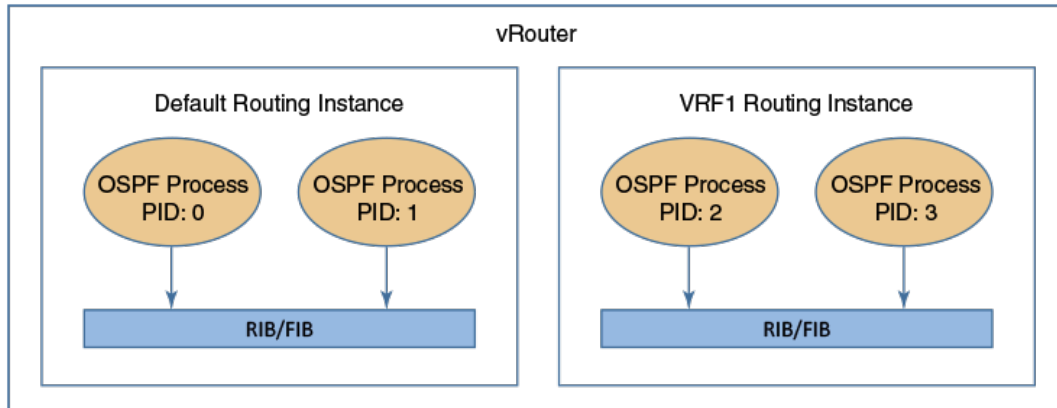 vRouter
Default Routing Instance
OSPF Process
PID: 0
OSPF Process
PID: 1
RIB/FIB
VRF1 Routing Instance
OSPF Process
PID: 2
OSPF Process
PID: 3
RIB/FIB